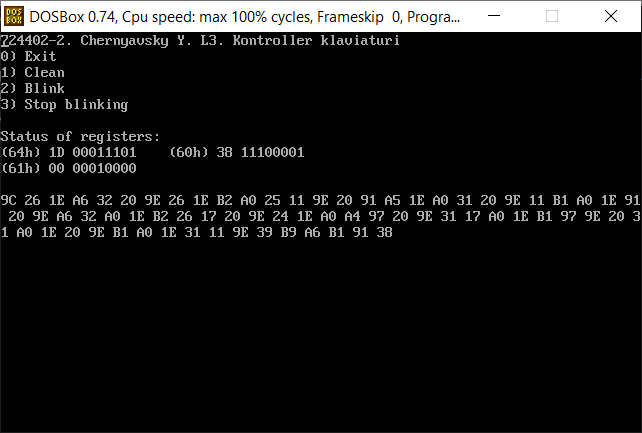 DOS
BOX
DOSBox 0.74, Cpu speed: max 100% cycles, Frameskip 0, Progra...
724402-2. Chernyavsky Y. L3. Kontroller klaviaturi
0) Exit
1) Clean
2) Blink
3) Stop blinking
Status of registers:
(64h) 1D 00011101 (60h) 38 11100001
(61h) 00 00010000
9C 26 1E A6 32 20 9E 26 1E B2 A0 25 11 9E 20 91 A5 1E A0 31 20 9E 11 B1 A0 1E 91
20 9E A6 32 A0 1E B2 26 17 20 9E 24 1E A0 A4 97 20 9E 31 17 A0 1E B1 97 9E 20 3
1 A0 1E 20 9E B1 A0 1E 31 11 9E 39 B9 A6 B1 91 38